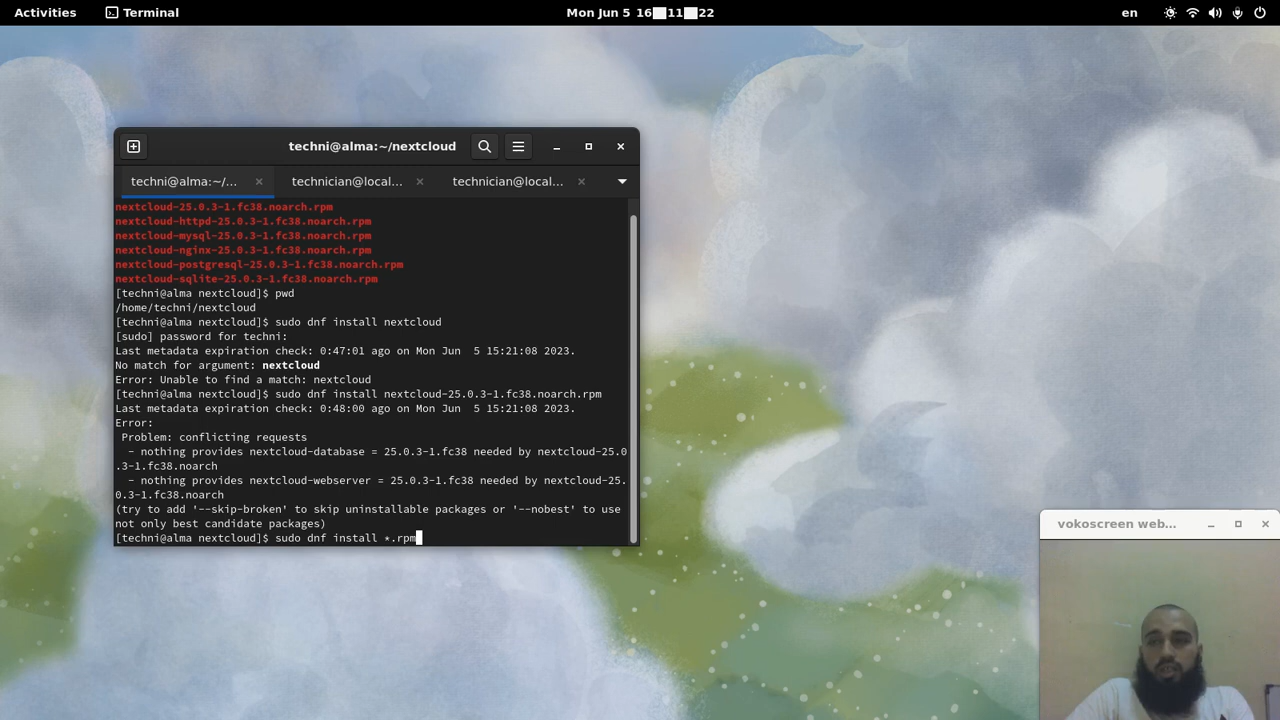 Activities
Terminal
Mon Jun 5 16 11 22
en
techni@alma:~/nextcloud
techni@alma:~/...
technician@local...
technician@local...
nextcloud-25.0.3-1.fc38.noarch.rpm
nextcloud-httpd-25.0.3-1.fc38.noarch.rpm
nextcloud-mysql-25.0.3-1.fc38.noarch.rpm
nextcloud-nginx-25.0.3-1.fc38.noarch.rpm
nextcloud-postgresql-25.0.3-1.fc38.noarch.rpm
nextcloud-sqlite-25.0.3-1.fc38.noarch.rpm
[techni@alma nextcloud]$ pwd
/home/techni/nextcloud
[techni@alma nextcloud]$ sudo dnf install nextcloud
[sudo] password for techni:
Last metadata expiration check: 0:47:01 ago on Mon Jun  5 15:21:08 2023.
No match for argument: nextcloud
Error: Unable to find a match: nextcloud
[techni@alma nextcloud]$ sudo dnf install nextcloud-25.0.3-1.fc38.noarch.rpm
Last metadata expiration check: 0:48:00 ago on Mon Jun  5 15:21:08 2023.
Error:
 Problem: conflicting requests
  - nothing provides nextcloud-database = 25.0.3-1.fc38 needed by nextcloud-25.0
.3-1.fc38.noarch
  - nothing provides nextcloud-webserver = 25.0.3-1.fc38 needed by nextcloud-25.
0.3-1.fc38.noarch
(try to add '--skip-broken' to skip uninstallable packages or '--nobest' to use
not only best candidate packages)
[techni@alma nextcloud]$ sudo dnf install *.rpm
vokoscreen web...